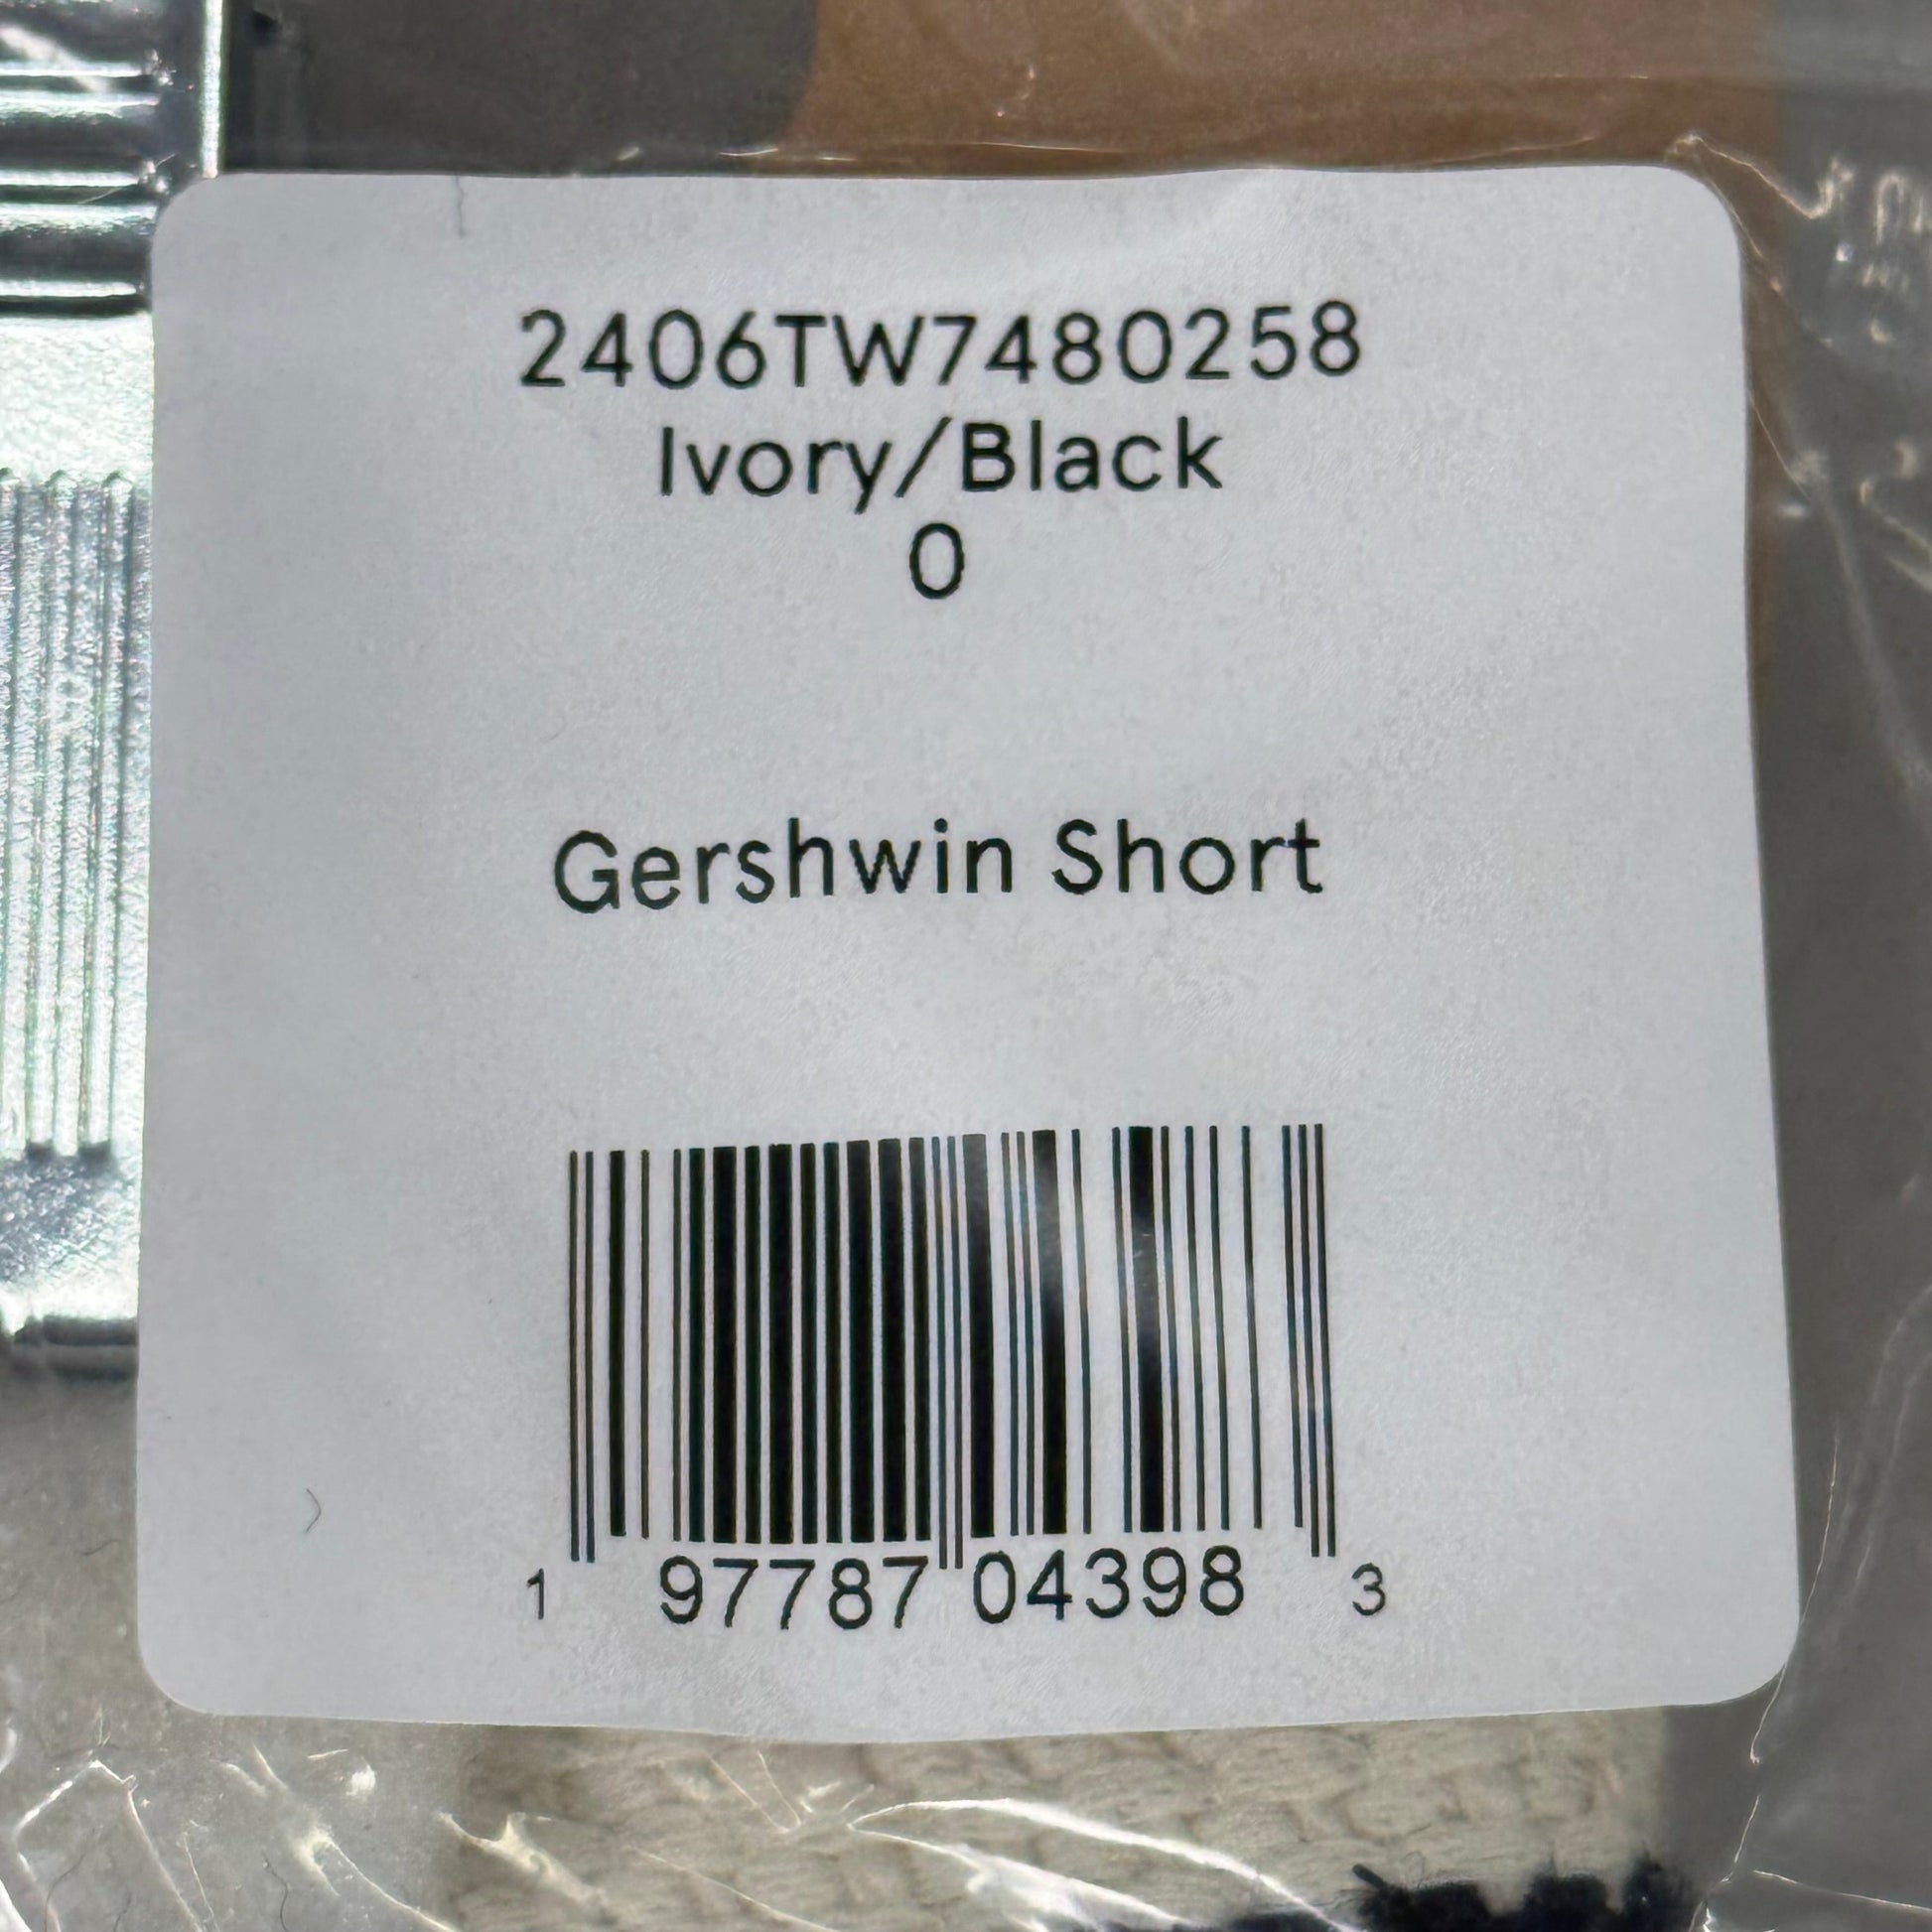 2406TW7480258
Ivory/Black
0
Gershwin Short
1 97787 04398 3